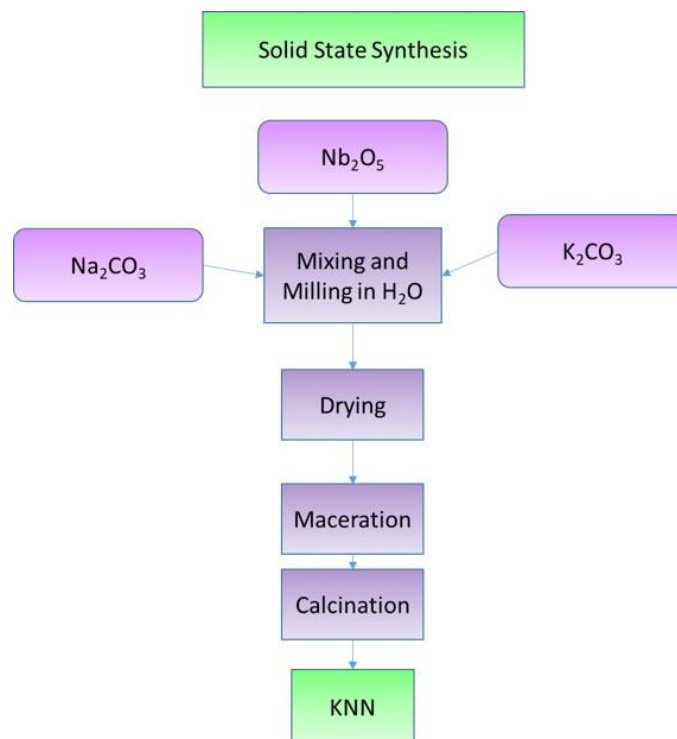 Solid State Synthesis
Nb₂O₅
Na₂CO₃
Mixing and
Milling in H₂O
K₂CO₃
Drying
Maceration
Calcination
KNN